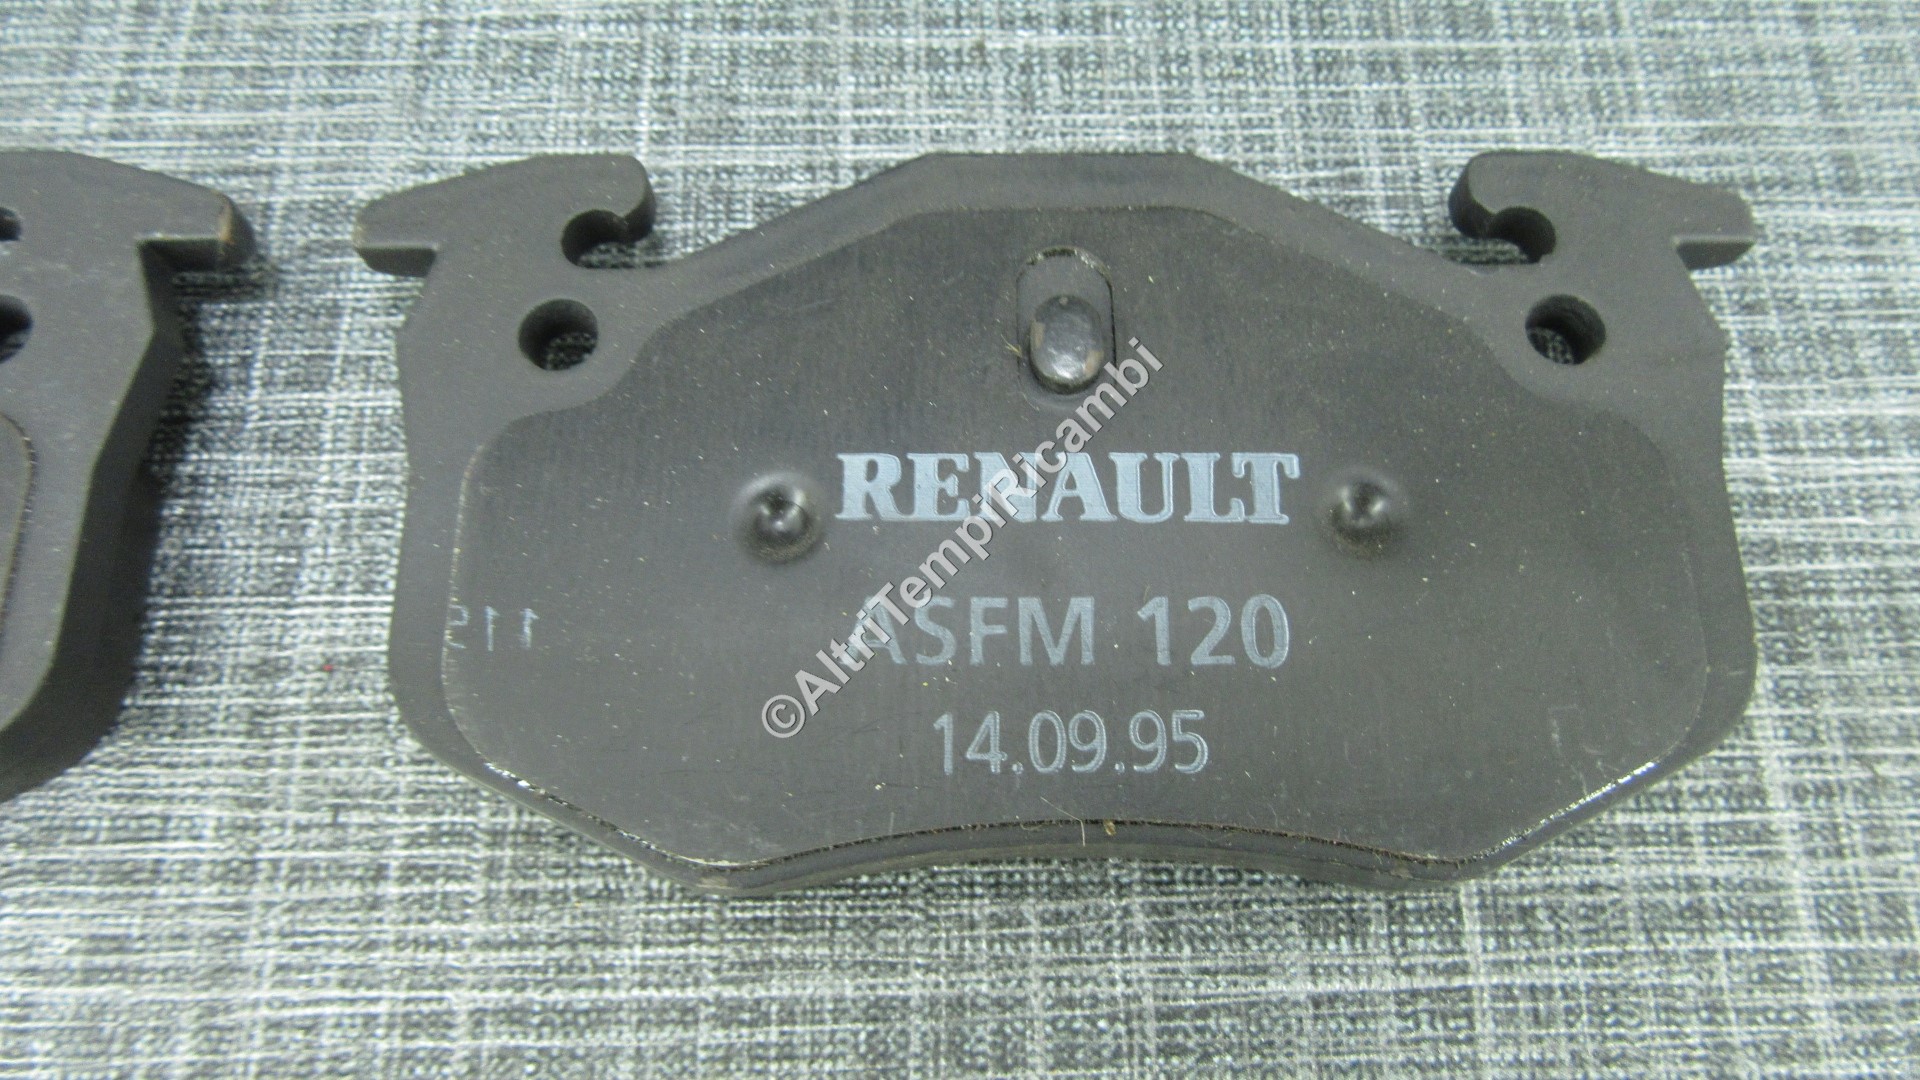 RENAULT
ASFM 120
14.09.95
©AltriTempiRicambi